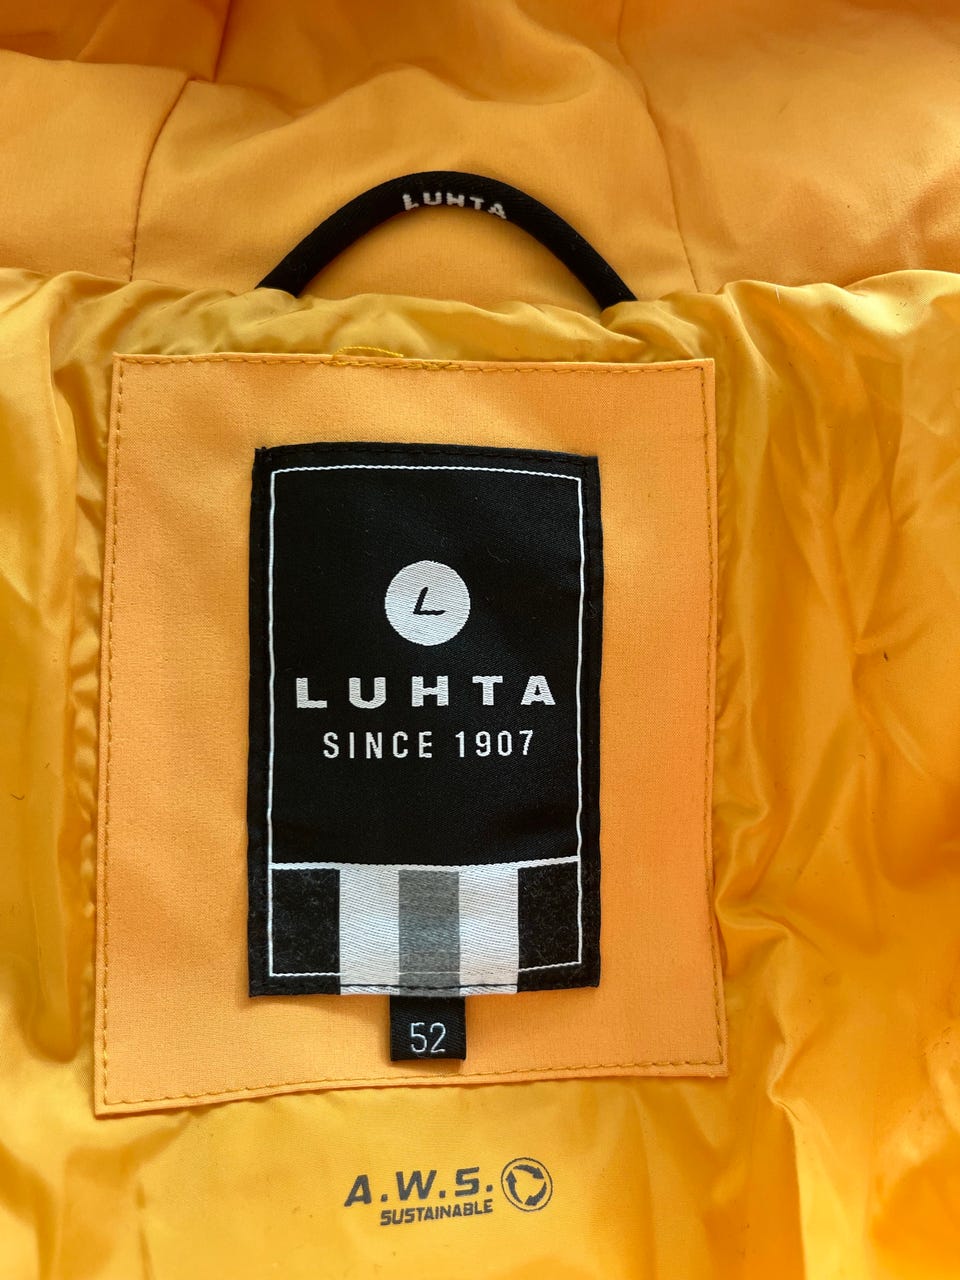 LUHTA
L
LUHTA
SINCE 1907
52
A.W.S.
SUSTAINABLE